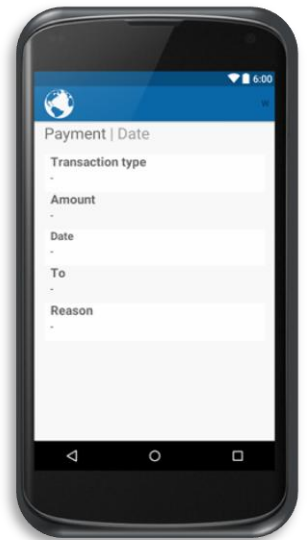 6:00
Payment | Date
Transaction type
-
Amount
-
Date
-
To
-
Reason
-